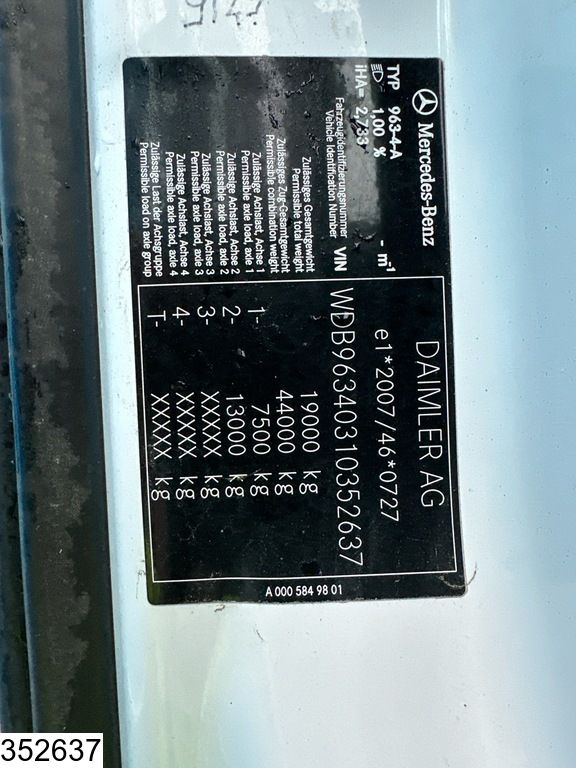 Mercedes-Benz
TYP 963-4-A
1,00 % - m-1
iHA= 2,733
DAIMLER AG
e1*2007/46*0727
Fahrzeugidentifizierungsnummer
Vehicle Identification Number VIN WDB96340310352637
Zulässiges Gesamtgewicht
Permissible total weight 19000 kg
Zulässiges Zug-Gesamtgewicht
Permissible combination weight 44000 kg
Zulässige Achslast, Achse 1
Permissible axle load, axle 1 1- 7500 kg
Zulässige Achslast, Achse 2
Permissible axle load, axle 2 2- 13000 kg
Zulässige Achslast, Achse 3
Permissible axle load, axle 3 3- XXXXX kg
Zulässige Achslast, Achse 4
Permissible axle load, axle 4 4- XXXXX kg
Zulässige Last der Achsgruppe
Permissible load on axle group T- XXXXX kg
A 000 584 98 01
352637